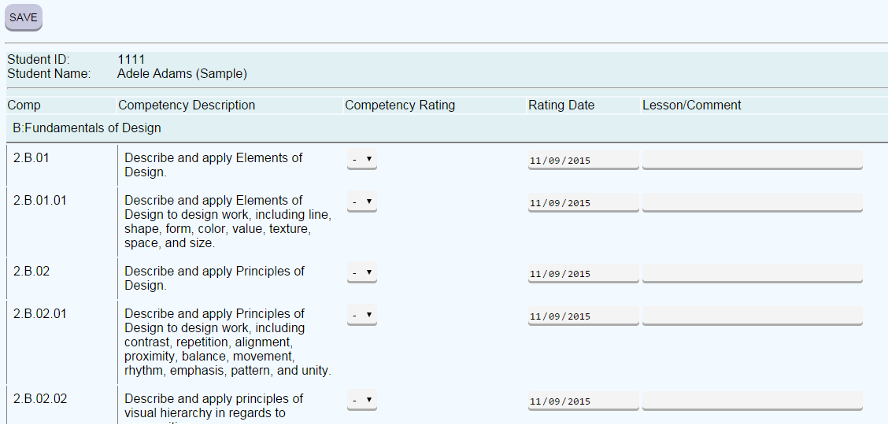 SAVE
Student ID: 1111
Student Name: Adele Adams (Sample)
Comp Competency Description Competency Rating Rating Date Lesson/Comment
B:Fundamentals of Design
2.B.01 Describe and apply Elements of - 11/09/2015
Design.
2.B.01.01 Describe and apply Elements of - 11/09/2015
Design to design work, including line,
shape, form, color, value, texture,
space, and size.
2.B.02 Describe and apply Principles of - 11/09/2015
Design.
2.B.02.01 Describe and apply Principles of - 11/09/2015
Design to design work, including
contrast, repetition, alignment,
proximity, balance, movement,
rhythm, emphasis, pattern, and unity.
2.B.02.02 Describe and apply principles of - 11/09/2015
visual hierarchy in regards to